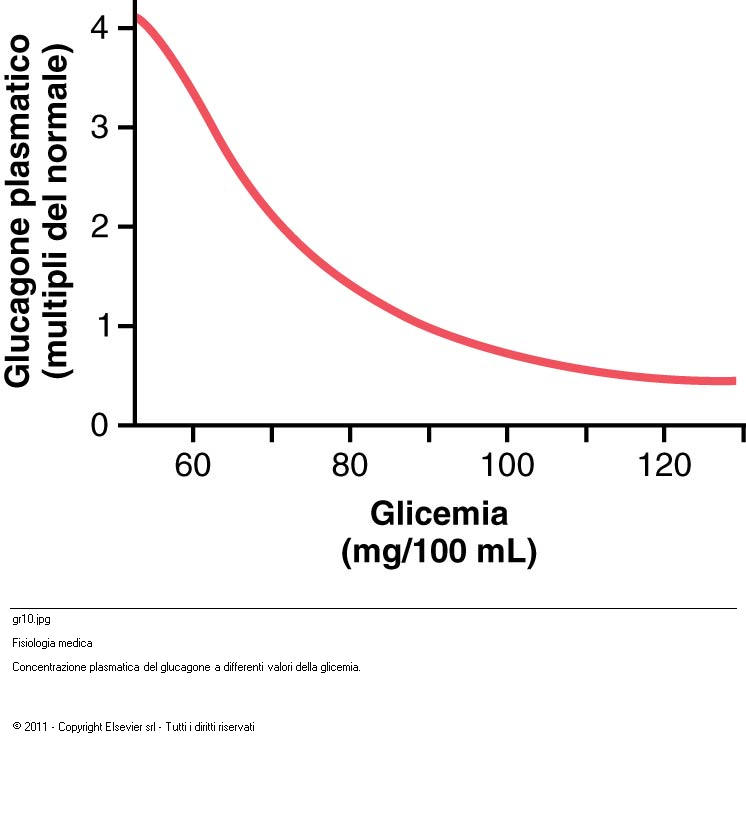 Glucagone plasmatico
(multipli del normale)
4
3
2
1
0
60 80 100 120
Glicemia
(mg/100 mL)
gr10.jpg
Fisiologia medica
Concentrazione plasmatica del glucagone a differenti valori della glicemia.
© 2011 - Copyright Elsevier srl - Tutti i diritti riservati